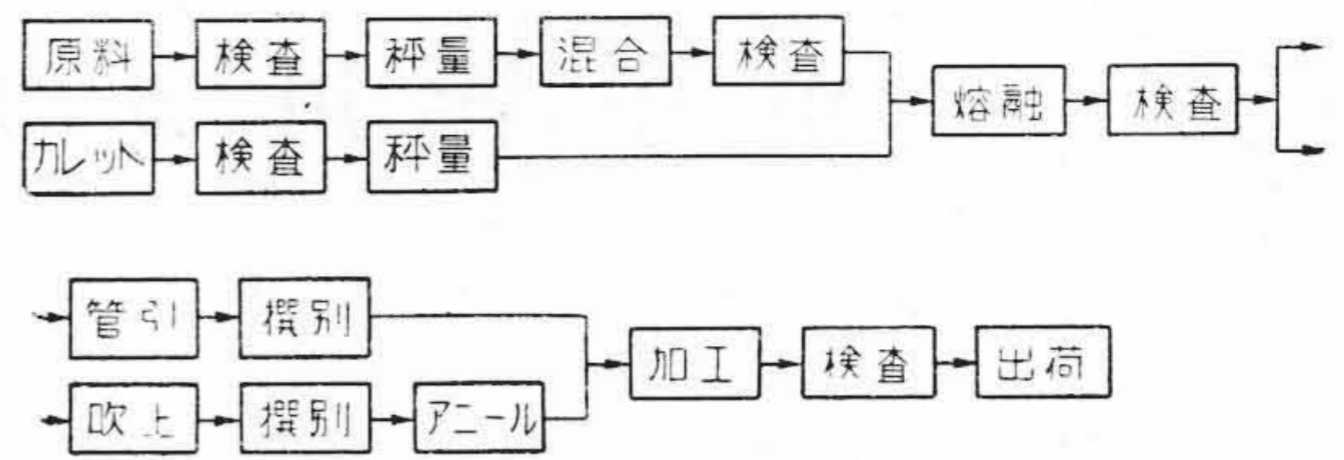 原料 検査 秤量 混合 検査
熔融 検査
カレット 検査 秤量
管引 撰別
加工 検査 出荷
吹上 撰別 アニール